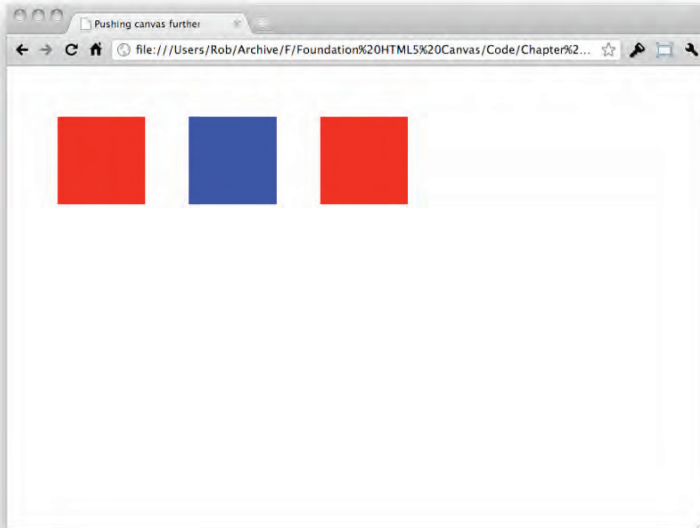 Pushing canvas further
file:///Users/Rob/Archive/F/Foundation%20HTML5%20Canvas/Code/Chapter%2...